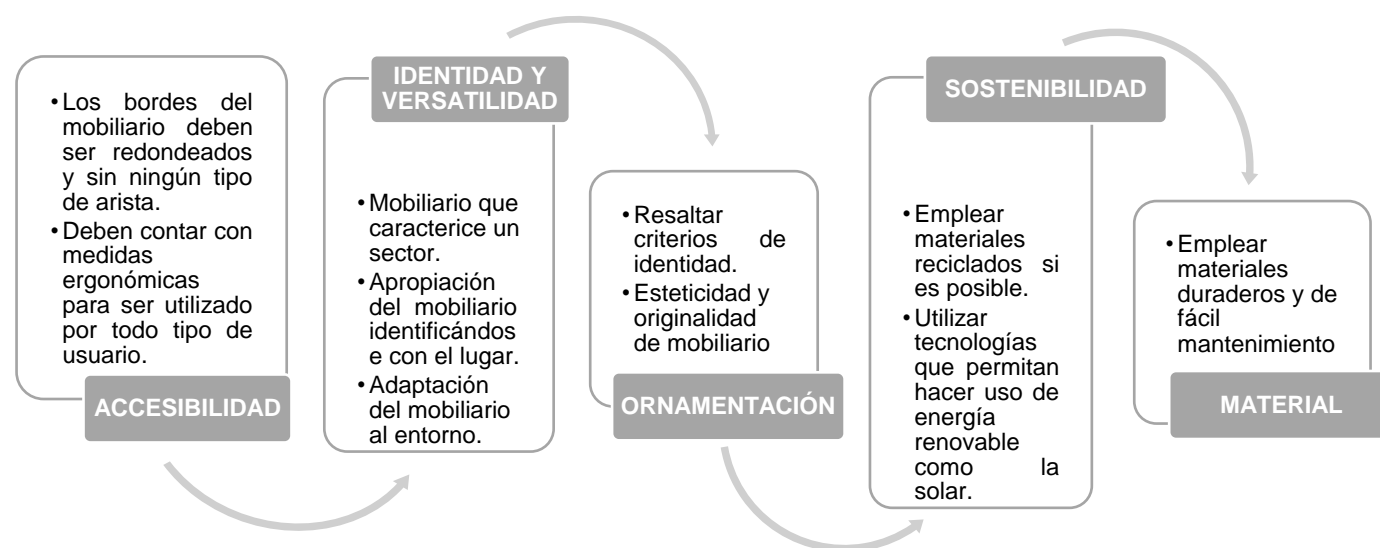 • Los bordes del
mobiliario deben
ser redondeados
y sin ningún tipo
de arista.
• Deben contar con
medidas
ergonómicas
para ser utilizado
por todo tipo de
usuario.
ACCESIBILIDAD
IDENTIDAD Y
VERSATILIDAD
• Mobiliario que
caracterice un
sector.
• Apropiación
del mobiliario
identificándos
e con el lugar.
• Adaptación
del mobiliario
al entorno.
• Resaltar
criterios de
identidad.
• Esteticidad y
originalidad
de mobiliario
ORNAMENTACIÓN
SOSTENIBILIDAD
• Emplear
materiales
reciclados si
es posible.
• Utilizar
tecnologías
que permitan
hacer uso de
energía
renovable
como la
solar.
• Emplear
materiales
duraderos y de
fácil
mantenimiento
MATERIAL